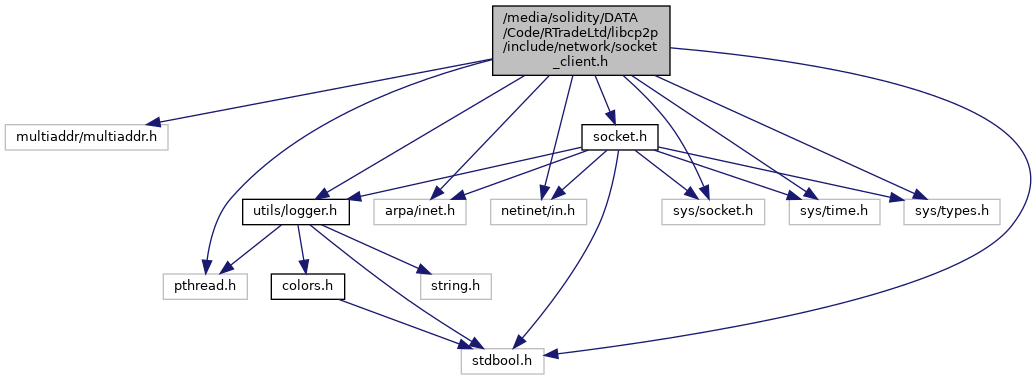 /media/solidity/DATA
/Code/RTradeLtd/libcp2p
/include/network/socket
_client.h
multiaddr/multiaddr.h
socket.h
utils/logger.h
arpa/inet.h
netinet/in.h
sys/socket.h
sys/time.h
sys/types.h
pthread.h
colors.h
string.h
stdbool.h